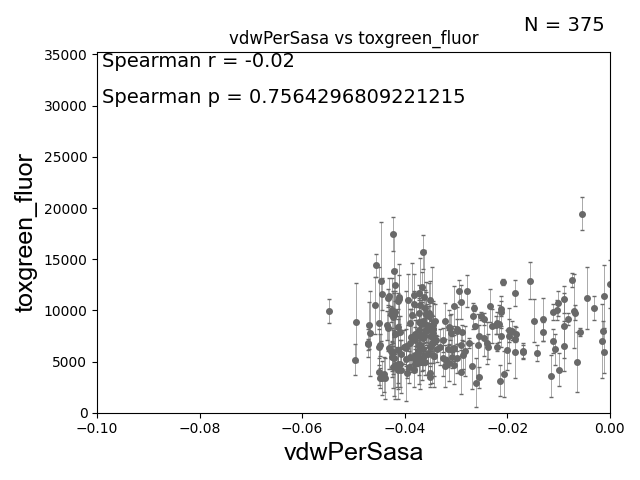 N = 375
vdwPerSasa vs toxgreen_fluor
Spearman r = -0.02
Spearman p = 0.7564296809221215
toxgreen_fluor
35000
30000
25000
20000
15000
10000
5000
0
−0.10 −0.08 −0.06 −0.04 −0.02 0.00
vdwPerSasa